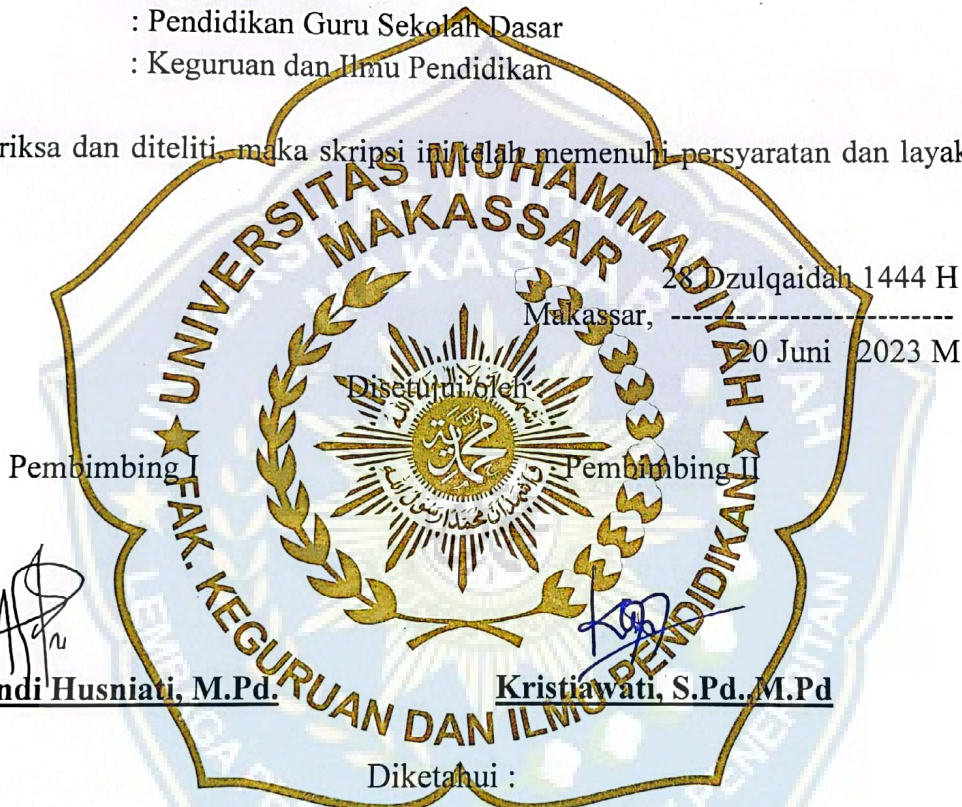 : Pendidikan Guru Sekolah Dasar
: Keguruan dan Ilmu Pendidikan
riksa dan diteliti, maka skripsi ini telah memenuhi persyaratan dan layak
28 Dzulqaidah 1444 H
Makassar, --------------------------
20 Juni 2023 M
Disetujui oleh :
Pembimbing I Pembimbing II
ndi Husniati, M.Pd. Kristiawati, S.Pd.,M.Pd
Diketahui :
UNIVERSITAS MUHAMMADIYAH
MAKASSAR
FAK. KEGURUAN DAN ILMU PENDIDIKAN
محمدية